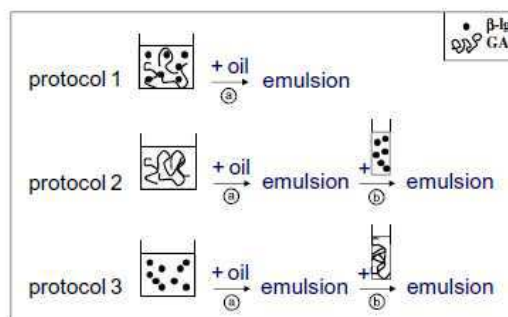 β-lg
GA
protocol 1
+ oil
ⓐ
emulsion
protocol 2
+ oil
ⓐ
emulsion
+
ⓑ
emulsion
protocol 3
+ oil
ⓐ
emulsion
+
ⓑ
emulsion